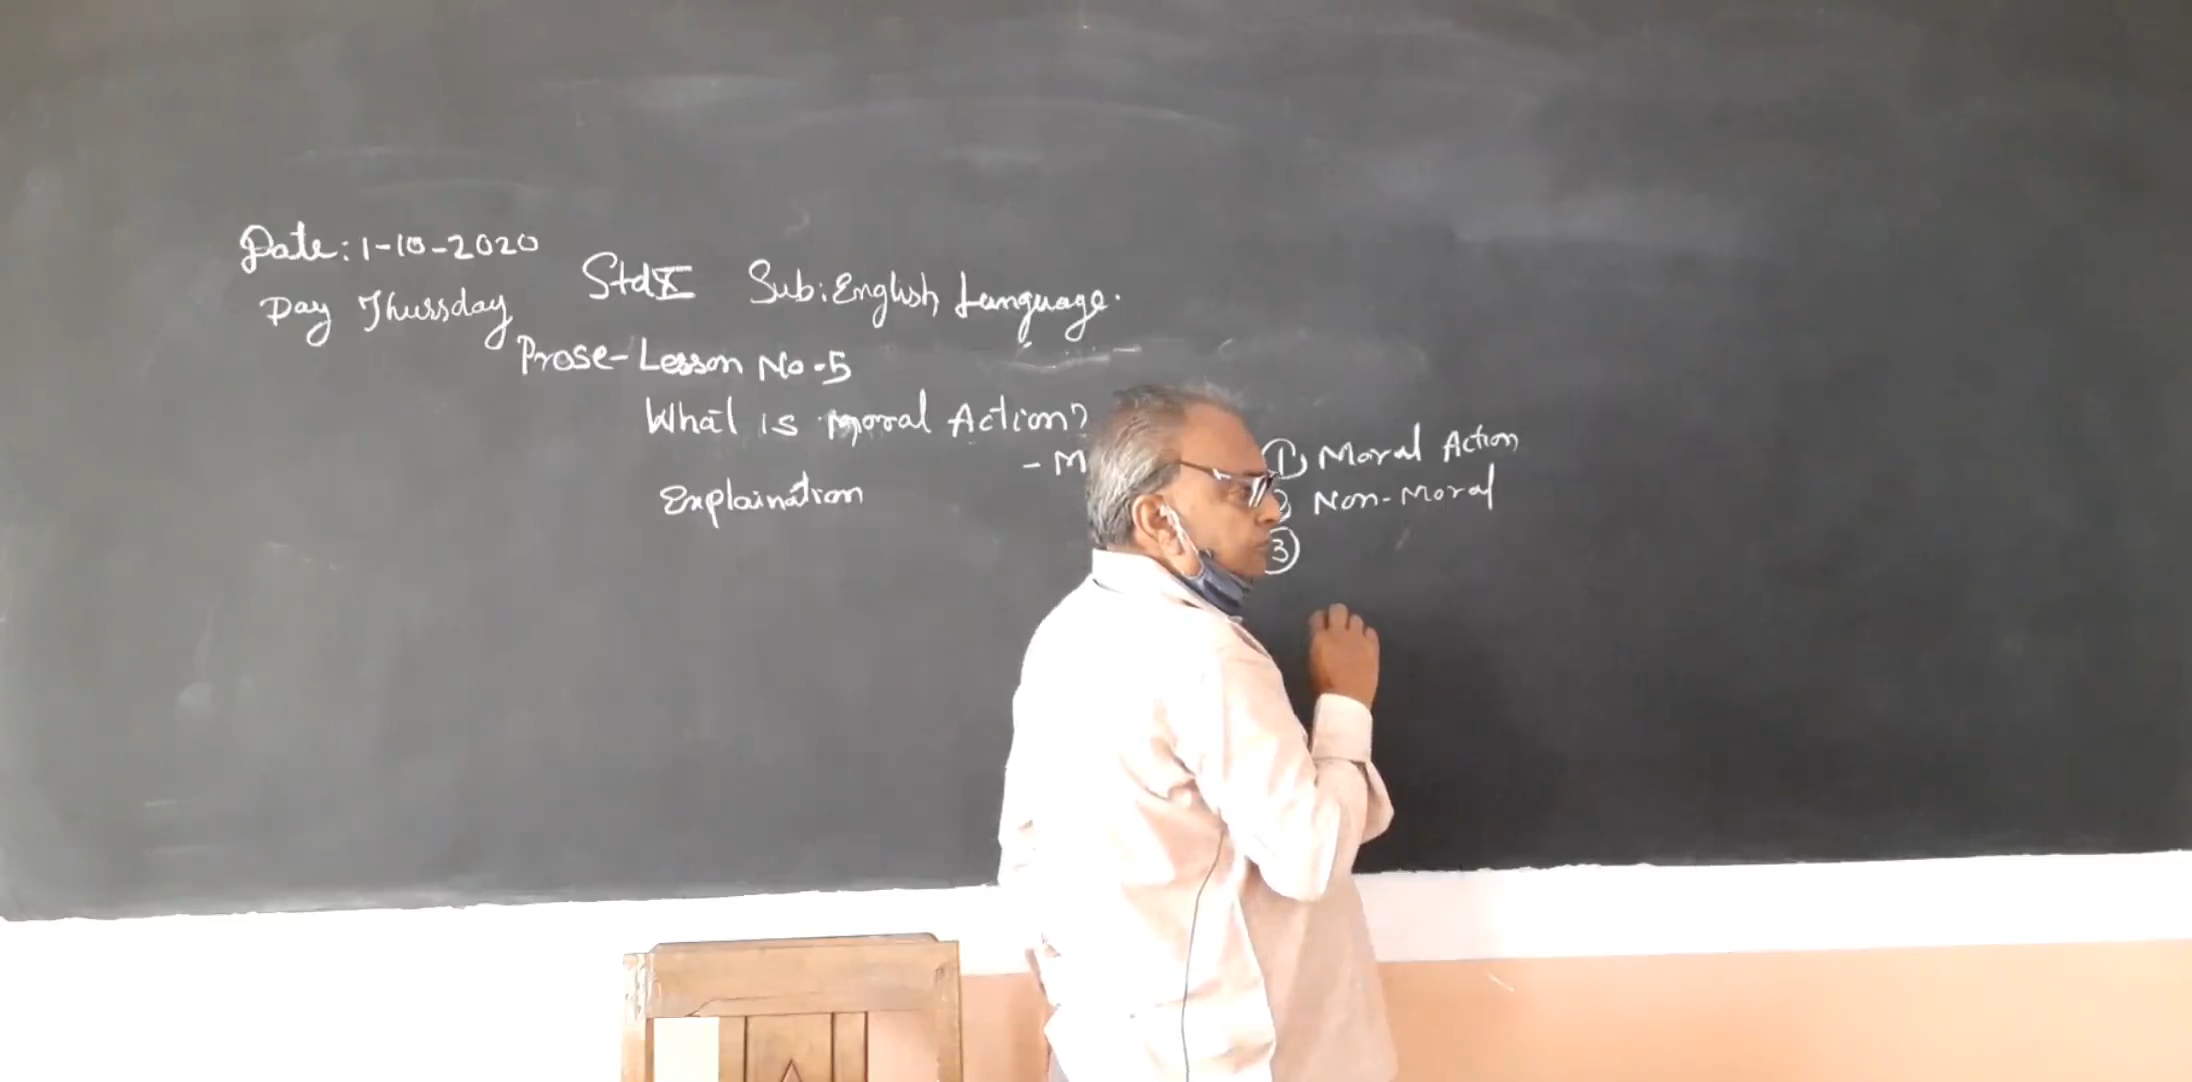 Date: 1-10-2020
Day Thursday
Std X Sub: English Language.
Prose-Lesson No-5
What is Moral Action?
- M
Explaination
① Moral Action
② Non-Moral
③